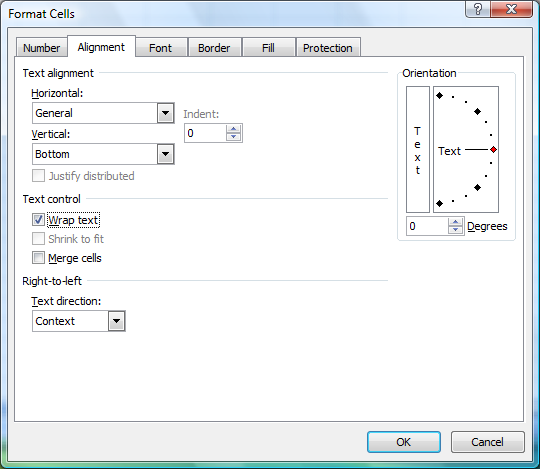 Format Cells
Number Alignment Font Border Fill Protection
Text alignment
Horizontal:
General
Indent:
0
Vertical:
Bottom
Justify distributed
Text control
Wrap text
Shrink to fit
Merge cells
Right-to-left
Text direction:
Context
Orientation
Text
Text
0 Degrees
OK Cancel